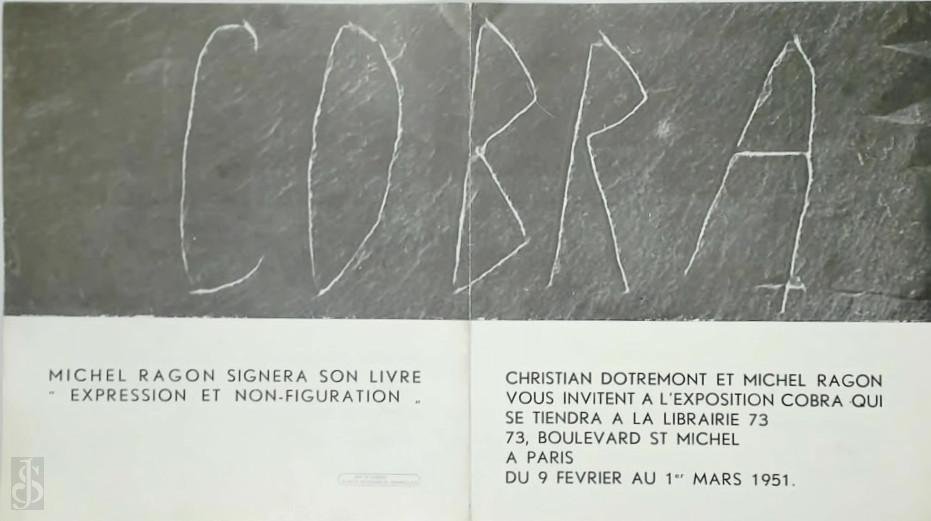 COBRA
MICHEL RAGON SIGNERA SON LIVRE
" EXPRESSION ET NON-FIGURATION "
CHRISTIAN DOTREMONT ET MICHEL RAGON
VOUS INVITENT A L'EXPOSITION COBRA QUI
SE TIENDRA A LA LIBRAIRIE 73
73, BOULEVARD ST MICHEL
A PARIS
DU 9 FEVRIER AU 1er MARS 1951.